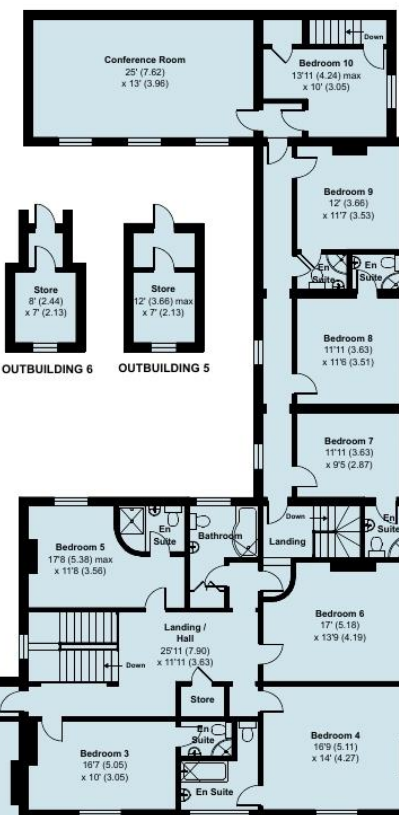 Conference Room
25' (7.62)
x 13' (3.96)
Down
Bedroom 10
13'11 (4.24) max
x 10' (3.05)
Bedroom 9
12' (3.66)
x 11'7 (3.53)
En
Suite
En
Suite
Store
8' (2.44)
x 7' (2.13)
OUTBUILDING 6
Store
12' (3.66) max
x 7' (2.13)
OUTBUILDING 5
Bedroom 8
11'11 (3.63)
x 11'6 (3.51)
Bedroom 7
11'11 (3.63)
x 9'5 (2.87)
Down
Landing
En
Suite
Bedroom 5
17'8 (5.38) max
x 11'8 (3.56)
En
Suite
Bathroom
Bedroom 6
17' (5.18)
x 13'9 (4.19)
Landing /
Hall
25'11 (7.90)
x 11'11 (3.63)
Down
Store
Bedroom 3
16'7 (5.05)
x 10' (3.05)
En
Suite
En Suite
Bedroom 4
16'9 (5.11)
x 14' (4.27)